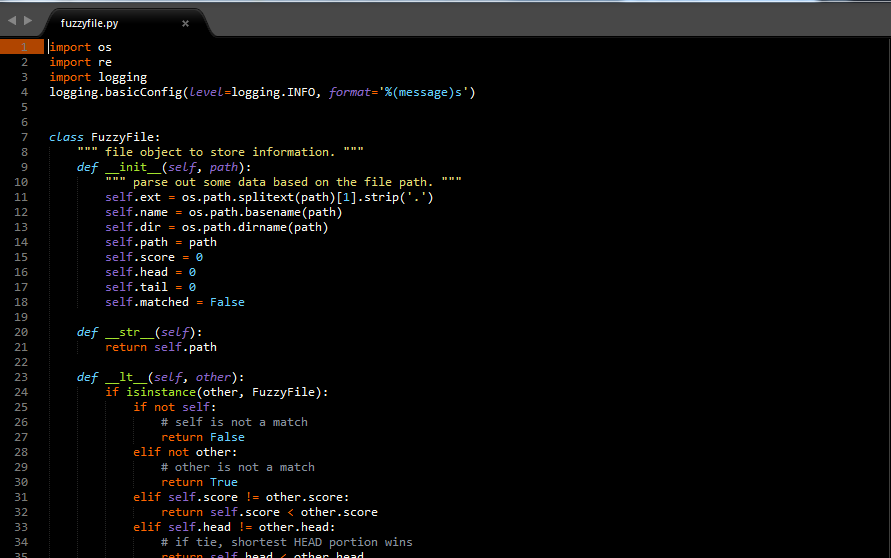 fuzzyfile.py ×
1 import os
2 import re
3 import logging
4 logging.basicConfig(level=logging.INFO, format='%(message)s')
5
6
7 class FuzzyFile:
8     """ file object to store information. """
9     def __init__(self, path):
10         """ parse out some data based on the file path. """
11         self.ext = os.path.splitext(path)[1].strip('.')
12         self.name = os.path.basename(path)
13         self.dir = os.path.dirname(path)
14         self.path = path
15         self.score = 0
16         self.head = 0
17         self.tail = 0
18         self.matched = False
19
20     def __str__(self):
21         return self.path
22
23     def __lt__(self, other):
24         if isinstance(other, FuzzyFile):
25             if not self:
26                 # self is not a match
27                 return False
28             elif not other:
29                 # other is not a match
30                 return True
31             elif self.score != other.score:
32                 return self.score < other.score
33             elif self.head != other.head:
34                 # if tie, shortest HEAD portion wins
35                 return self.head < other.head